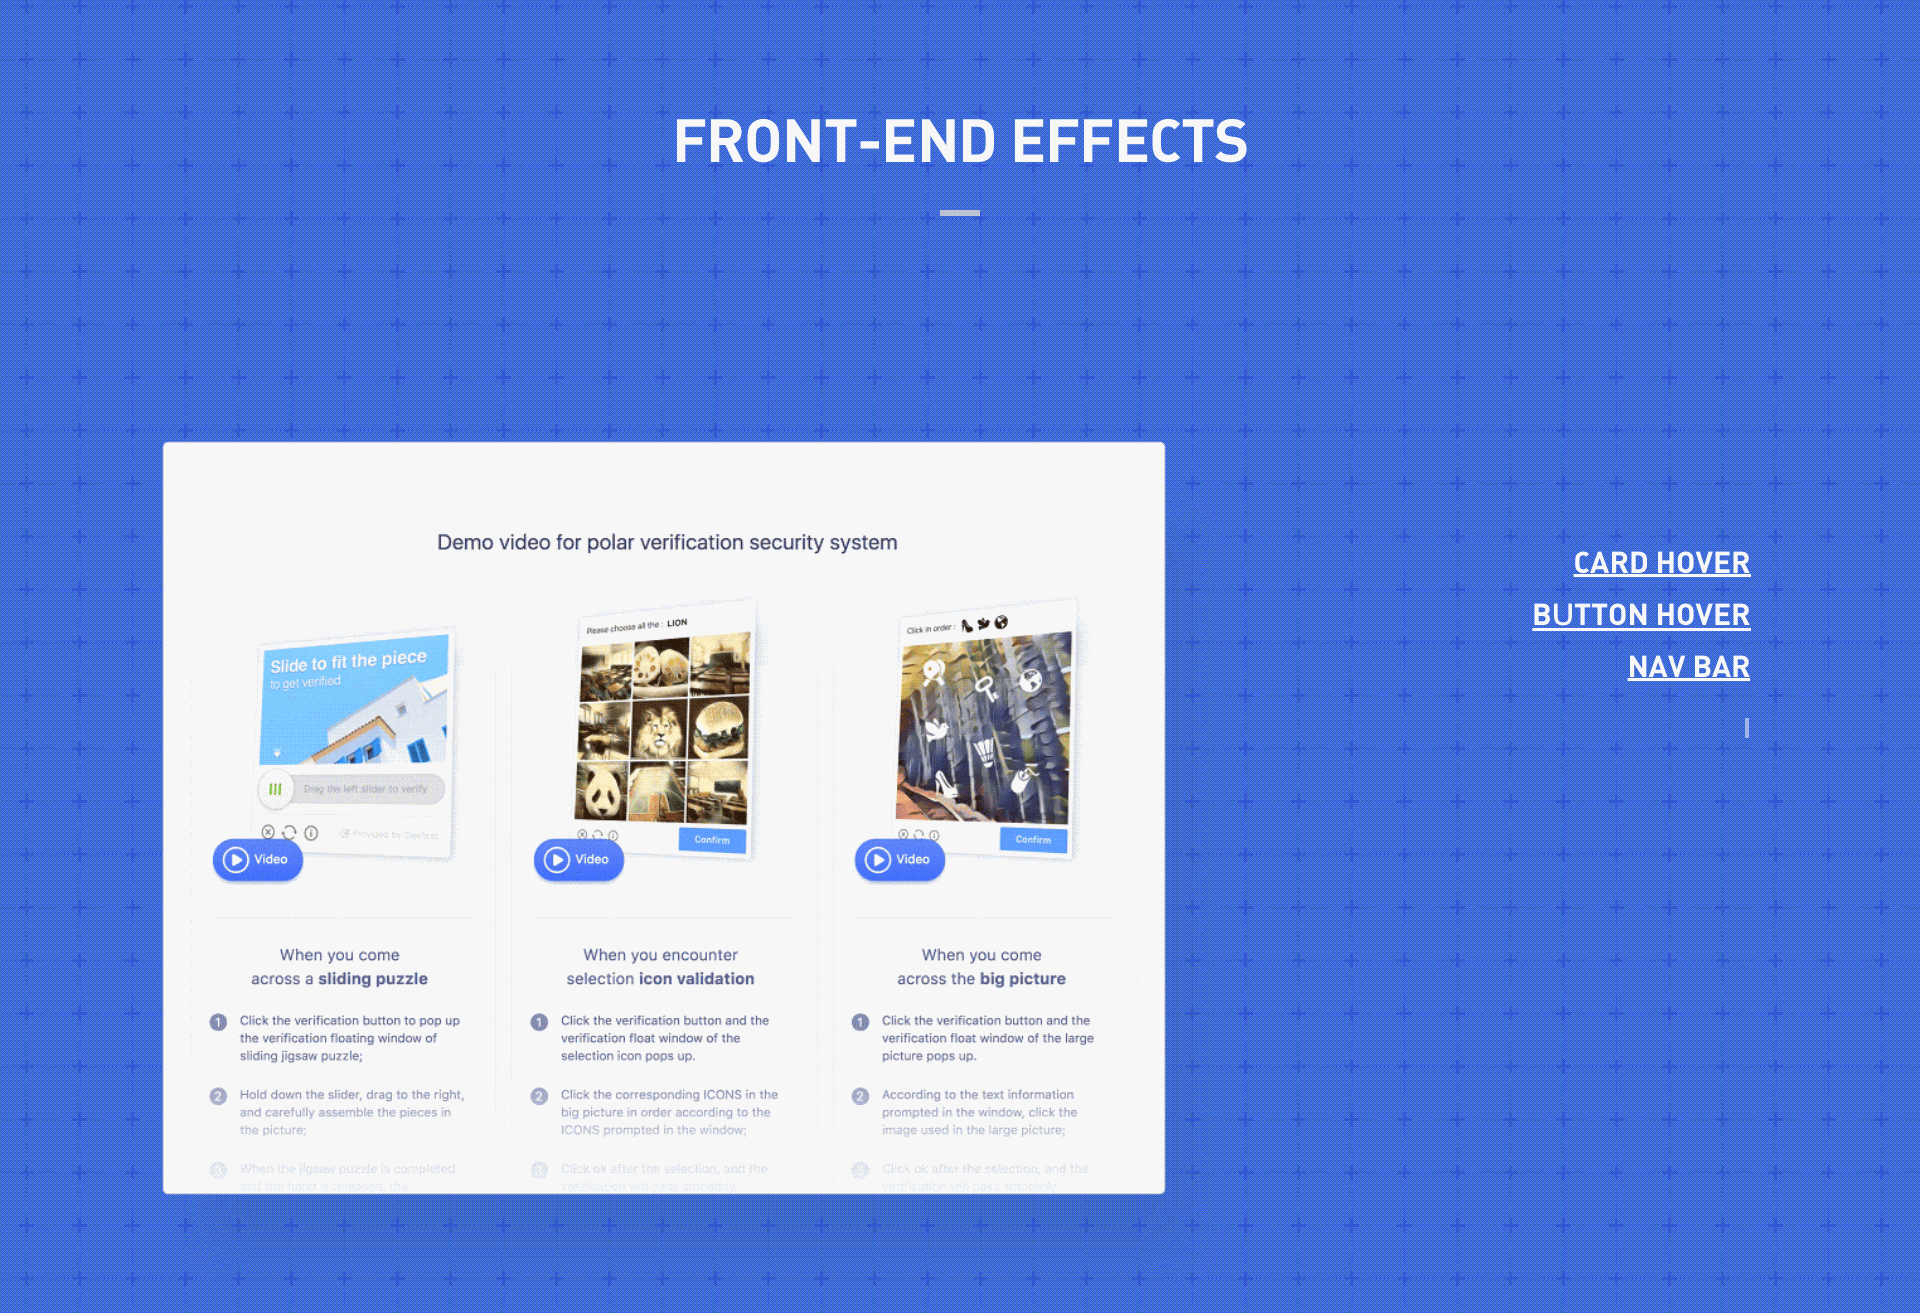 FRONT-END EFFECTS
Demo video for polar verification security system
Slide to fit the piece
to get verified
Drag the left slider to verify
Provided by Geetest
Video
When you come
across a sliding puzzle
1 Click the verification button to pop up
the verification floating window of
sliding jigsaw puzzle;
2 Hold down the slider, drag to the right,
and carefully assemble the pieces in
the picture;
3 When the jigsaw puzzle is completed
and the hand is released, the
Please choose all the : LION
Confirm
Video
When you encounter
selection icon validation
1 Click the verification button and the
verification float window of the
selection icon pops up.
2 Click the corresponding ICONS in the
big picture in order according to the
ICONS prompted in the window;
3 Click ok after the selection, and the
verification will pass smoothly.
Click in order :
Confirm
Video
When you come
across the big picture
1 Click the verification button and the
verification float window of the large
picture pops up.
2 According to the text information
prompted in the window, click the
image used in the large picture;
3 Click ok after the selection, and the
verification will pass smoothly.
CARD HOVER
BUTTON HOVER
NAV BAR